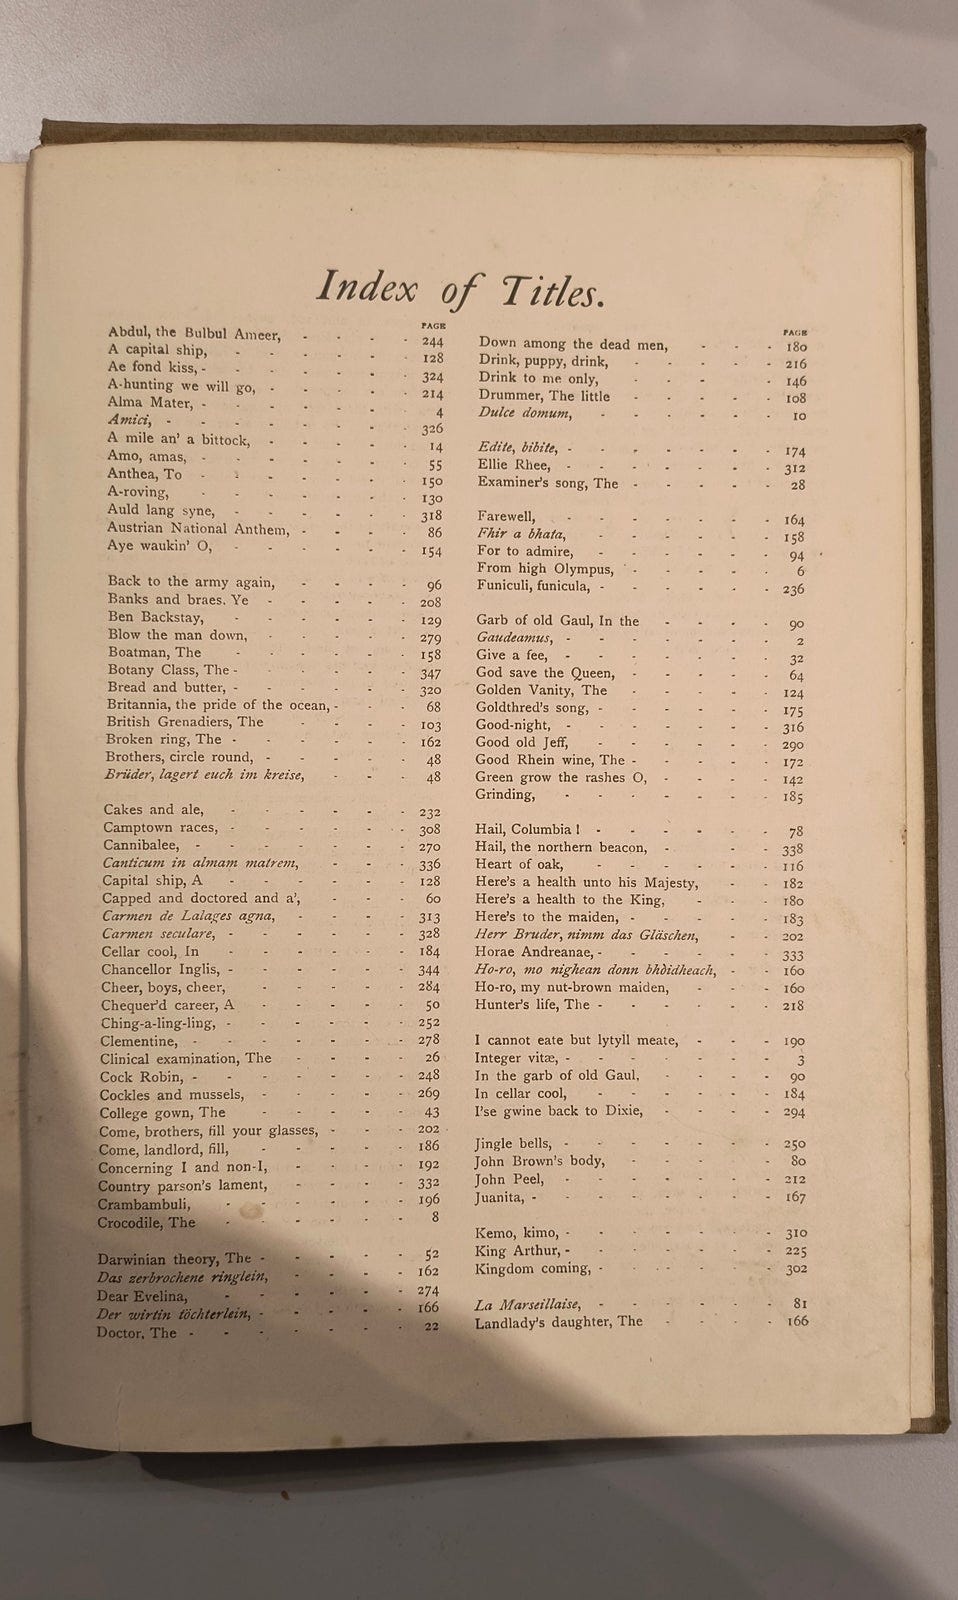 Index of Titles.
PAGE
Abdul, the Bulbul Ameer, - - - - 244
A capital ship, - - - - - 128
Ae fond kiss, - - - - - - 324
A-hunting we will go, - - - - - 214
Alma Mater, - - - - - - 4
Amici, - - - - - - - 326
A mile an' a bittock, - - - - - 14
Amo, amas, - - - - - - 55
Anthea, To - - - - - - 150
A-roving, - - - - - - 130
Auld lang syne, - - - - - 318
Austrian National Anthem, - - - - 86
Aye waukin' O, - - - - - 154
Back to the army again, - - - - 96
Banks and braes. Ye - - - - - 208
Ben Backstay, - - - - - - 129
Blow the man down, - - - - - 279
Boatman, The - - - - - - 158
Botany Class, The - - - - - - 347
Bread and butter, - - - - - - 320
Britannia, the pride of the ocean, - - - 68
British Grenadiers, The - - - - - 103
Broken ring, The - - - - - - 162
Brothers, circle round, - - - - - 48
Brüder, lagert euch im kreise, - - - 48
Cakes and ale, - - - - - - 232
Camptown races, - - - - - - 308
Cannibalee, - - - - - - - 270
Canticum in almam matrem, - - - 336
Capital ship, A - - - - - - 128
Capped and doctored and a', - - - - 60
Carmen de Lalages agna, - - - - 313
Carmen seculare, - - - - - - 328
Cellar cool, In - - - - - - 184
Chancellor Inglis, - - - - - - 344
Cheer, boys, cheer, - - - - - 284
Chequer'd career, A - - - - - 50
Ching-a-ling-ling, - - - - - - 252
Clementine, - - - - - - - 278
Clinical examination, The - - - - 26
Cock Robin, - - - - - - - 248
Cockles and mussels, - - - - - 269
College gown, The - - - - - 43
Come, brothers, fill your glasses, - - - 202
Come, landlord, fill, - - - - - 186
Concerning I and non-I, - - - - 192
Country parson's lament, - - - - 332
Crambambuli, - - - - - - 196
Crocodile, The - - - - - - 8
Darwinian theory, The - - - - - 52
Das zerbrochene ringlein, - - - - 162
Dear Evelina, - - - - - - 274
Der wirtin töchterlein, - - - - - 166
Doctor, The - - - - - - - 22
PAGE
Down among the dead men, - - - 180
Drink, puppy, drink, - - - - - 216
Drink to me only, - - - - - 146
Drummer, The little - - - - - 108
Dulce domum, - - - - - - 10
Edite, bibite, - - - - - - - 174
Ellie Rhee, - - - - - - - 312
Examiner's song, The - - - - - 28
Farewell, - - - - - - - 164
Fhir a bhata, - - - - - - 158
For to admire, - - - - - - 94
From high Olympus, - - - - - 6
Funiculi, funicula, - - - - - - 236
Garb of old Gaul, In the - - - - 90
Gaudeamus, - - - - - - - 2
Give a fee, - - - - - - - 32
God save the Queen, - - - - - 64
Golden Vanity, The - - - - - 124
Goldthred's song, - - - - - - 175
Good-night, - - - - - - - 316
Good old Jeff, - - - - - - 290
Good Rhein wine, The - - - - - 172
Green grow the rashes O, - - - - 142
Grinding, - - - - - - - 185
Hail, Columbia! - - - - - - 78
Hail, the northern beacon, - - - - 338
Heart of oak, - - - - - - 116
Here's a health unto his Majesty, - - 182
Here's a health to the King, - - - 180
Here's to the maiden, - - - - - 183
Herr Bruder, nimm das Gläschen, - - 202
Horae Andreanae, - - - - - - 333
Ho-ro, mo nighean donn bhòidheach, - - 160
Ho-ro, my nut-brown maiden, - - - 160
Hunter's life, The - - - - - - 218
I cannot eate but lytyll meate, - - - 190
Integer vitæ, - - - - - - - 3
In the garb of old Gaul, - - - - 90
In cellar cool, - - - - - - 184
I'se gwine back to Dixie, - - - - 294
Jingle bells, - - - - - - - 250
John Brown's body, - - - - - 80
John Peel, - - - - - - - 212
Juanita, - - - - - - - - 167
Kemo, kimo, - - - - - - - 310
King Arthur, - - - - - - - 225
Kingdom coming, - - - - - - 302
La Marseillaise, - - - - - - 81
Landlady's daughter, The - - - - 166